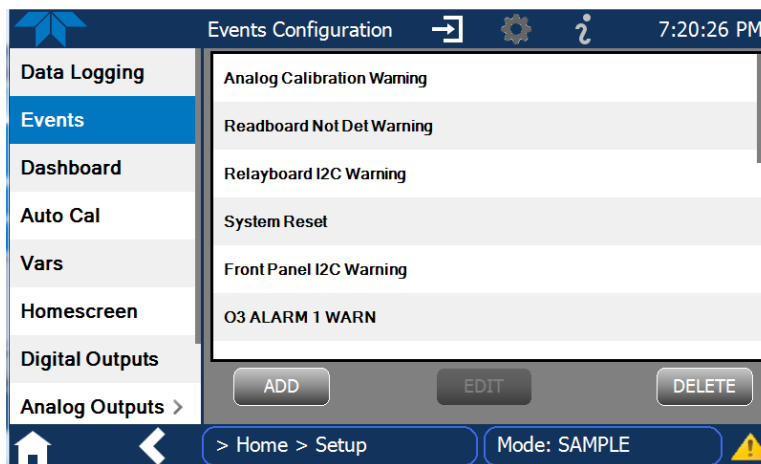 Events Configuration
7:20:26 PM
Data Logging
Events
Dashboard
Auto Cal
Vars
Homescreen
Digital Outputs
Analog Outputs >
Analog Calibration Warning
Readboard Not Det Warning
Relayboard I2C Warning
System Reset
Front Panel I2C Warning
O3 ALARM 1 WARN
ADD
EDIT
DELETE
> Home > Setup
Mode: SAMPLE